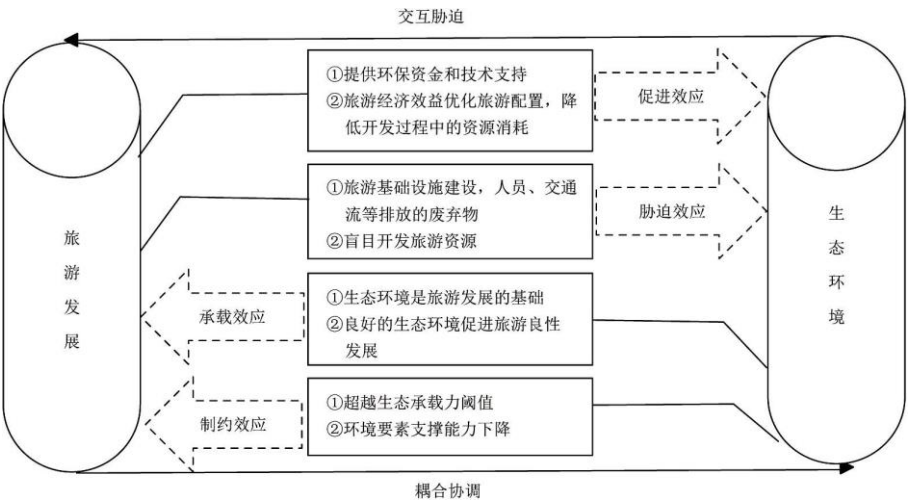 交互胁迫
①提供环保资金和技术支持
②旅游经济效益优化旅游配置，降
低开发过程中的资源消耗
促进效应
①旅游基础设施建设，人员、交通
流等排放的废弃物
②盲目开发旅游资源
胁迫效应
旅游发展
生态环境
①生态环境是旅游发展的基础
②良好的生态环境促进旅游良性
发展
承载效应
①超越生态承载力阈值
②环境要素支撑能力下降
制约效应
耦合协调